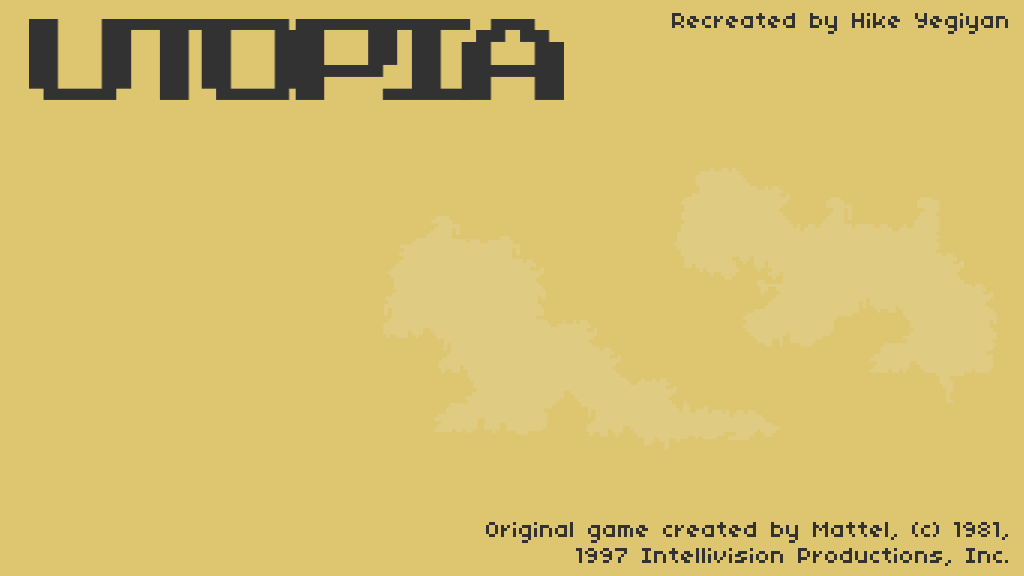 UTOPIA
Recreated by Hike Yegiyan
Original game created by Mattel, (c) 1981,
1997 Intellivision Productions, Inc.